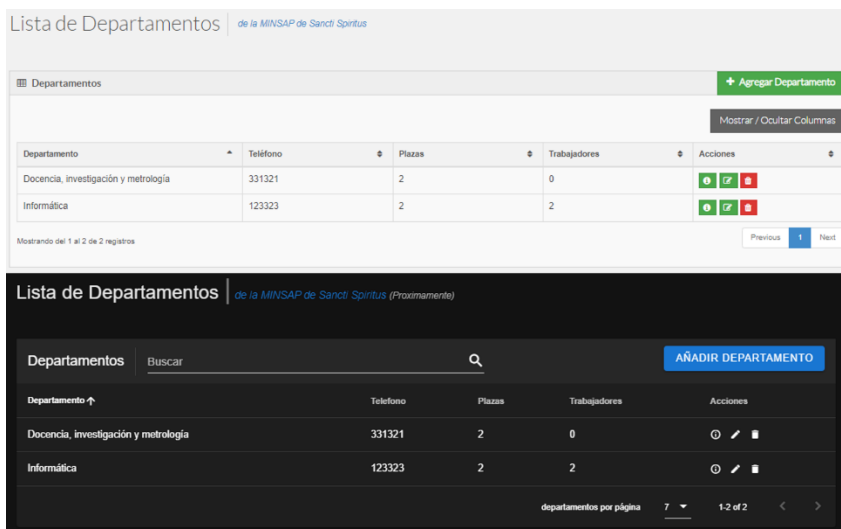 Lista de Departamentos de la MINSAP de Sancti Spiritus
Departamentos + Agregar Departamento
Mostrar / Ocultar Columnas
Departamento Teléfono Plazas Trabajadores Acciones
Docencia, investigación y metrología 331321 2 0
Informática 123323 2 2
Mostrando del 1 al 2 de 2 registros Previous 1 Next
Lista de Departamentos de la MINSAP de Sancti Spiritus (Proximamente)
Departamentos Buscar AÑADIR DEPARTAMENTO
Departamento Telefono Plazas Trabajadores Acciones
Docencia, investigación y metrología 331321 2 0
Informática 123323 2 2
departamentos por página 7 1-2 of 2